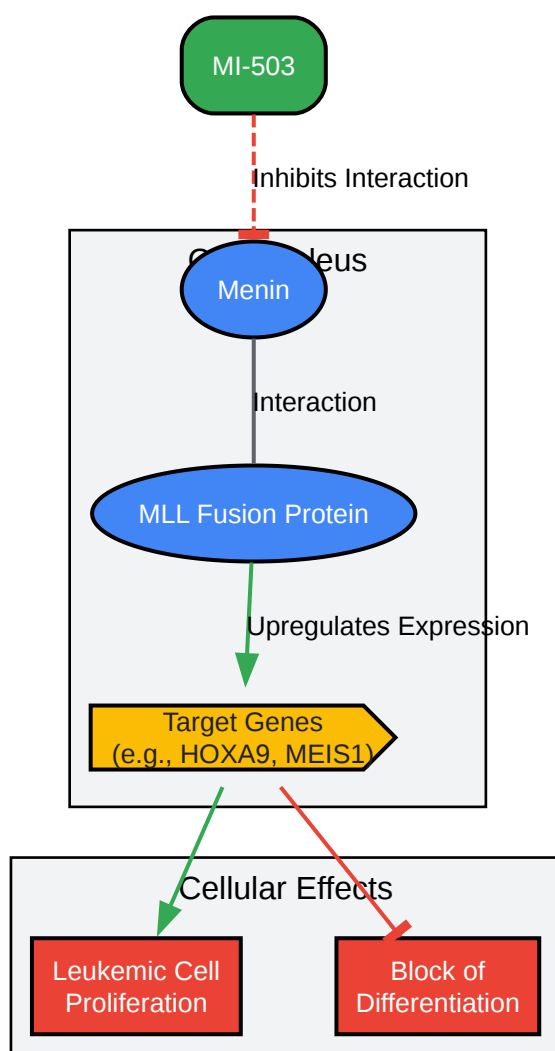 MI-503
Inhibits Interaction
Menin
Interaction
MLL Fusion Protein
Upregulates Expression
Target Genes
(e.g., HOXA9, MEIS1)
Cellular Effects
Leukemic Cell
Proliferation
Block of
Differentiation